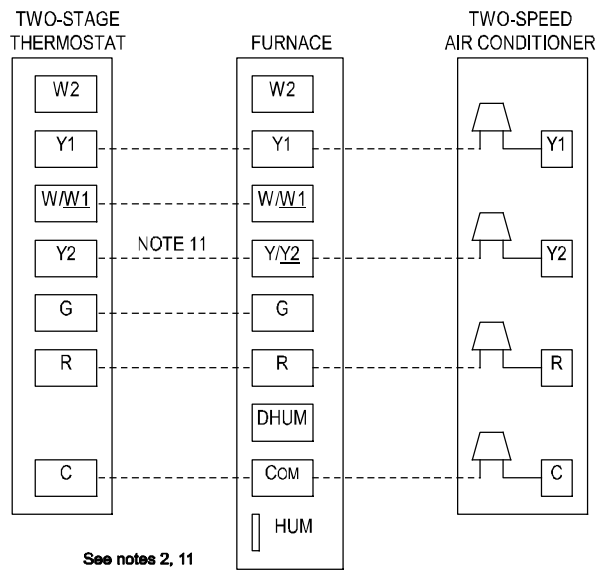 TWO-STAGE THERMOSTAT
FURNACE
TWO-SPEED AIR CONDITIONER
W2 W2
Y1 Y1 Y1
W/W1 W/W1
Y2 NOTE 11 Y/Y2 Y2
G G
R R R
DHUM
C COM C
HUM
See notes 2, 11